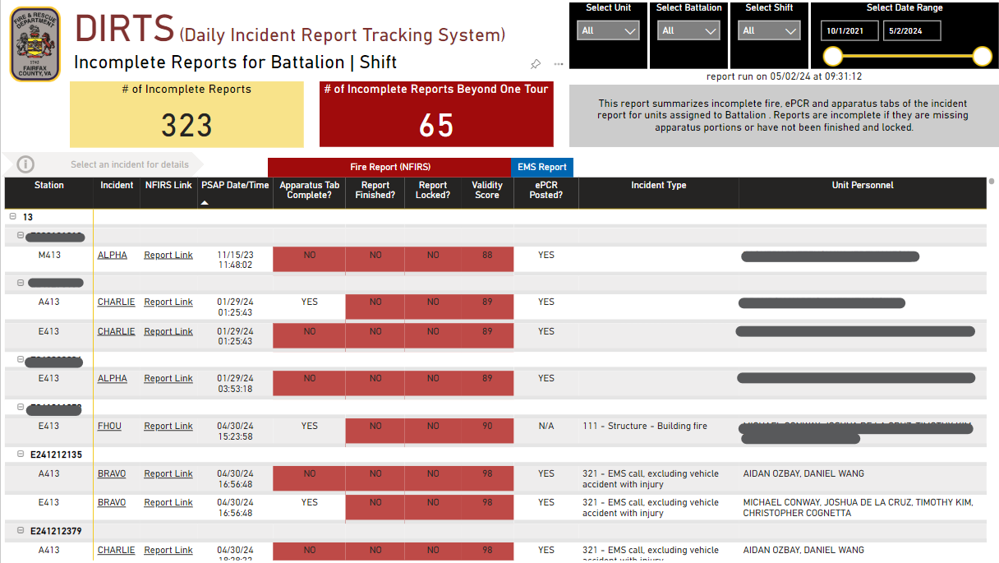 FIRE & RESCUE
DEPARTMENT
1742
FAIRFAX
COUNTY, VA
DIRTS (Daily Incident Report Tracking System)
Incomplete Reports for Battalion | Shift
Select Unit
All
Select Battalion
All
Select Shift
All
Select Date Range
10/1/2021
5/2/2024
report run on 05/02/24 at 09:31:12
# of Incomplete Reports
323
# of Incomplete Reports Beyond One Tour
65
This report summarizes incomplete fire, ePCR and apparatus tabs of the incident
report for units assigned to Battalion . Reports are incomplete if they are missing
apparatus portions or have not been finished and locked.
Select an incident for details
Fire Report (NFIRS) EMS Report
Station Incident NFIRS Link PSAP Date/Time Apparatus Tab Report Report Validity ePCR Incident Type Unit Personnel
Complete? Finished? Locked? Score Posted?
13
M413 ALPHA Report Link 11/15/23 NO NO NO 88 YES
11:48:02
A413 CHARLIE Report Link 01/29/24 YES NO NO 89 YES
01:25:43
E413 CHARLIE Report Link 01/29/24 NO NO NO 89 YES
01:25:43
E413 ALPHA Report Link 01/29/24 NO NO NO 89 YES
03:53:18
E413 FHOU Report Link 04/30/24 YES NO NO 90 N/A 111 - Structure - Building fire
15:23:58
E241212135
A413 BRAVO Report Link 04/30/24 NO NO NO 98 YES 321 - EMS call, excluding vehicle AIDAN OZBAY, DANIEL WANG
16:56:48 accident with injury
E413 BRAVO Report Link 04/30/24 YES NO NO 98 YES 321 - EMS call, excluding vehicle MICHAEL CONWAY, JOSHUA DE LA CRUZ, TIMOTHY KIM,
16:56:48 accident with injury CHRISTOPHER COGNETTA
E241212379
A413 CHARLIE Report Link 04/30/24 NO NO NO 98 YES 321 - EMS call, excluding vehicle AIDAN OZBAY, DANIEL WANG
accident with injury